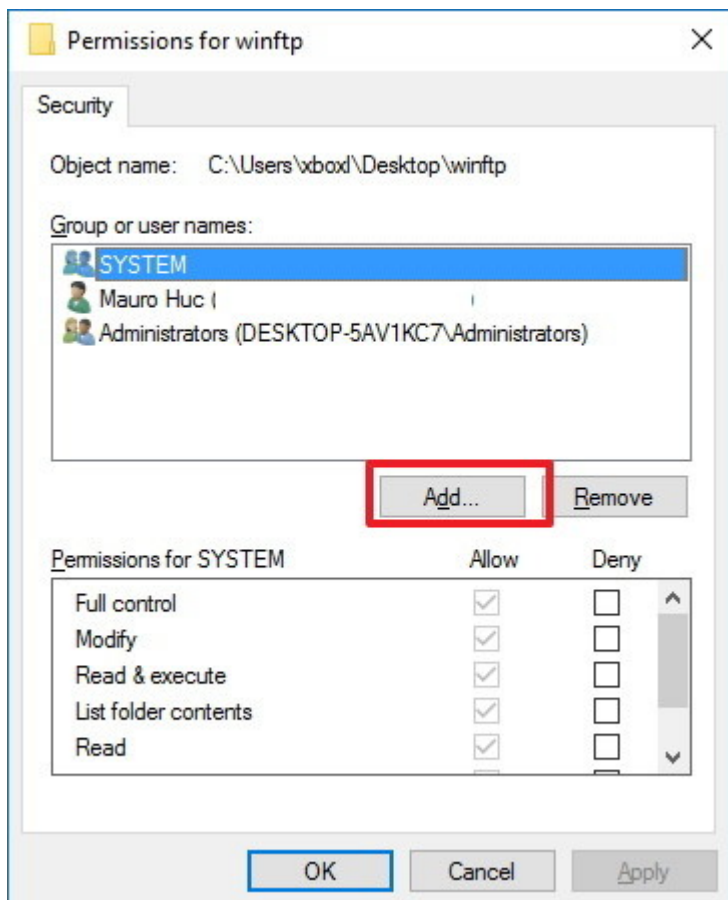 Permissions for winftp
Security
Object name: C:\Users\xboxl\Desktop\winftp
Group or user names:
SYSTEM
Mauro Huc (
Administrators (DESKTOP-5AV1KC7\Administrators)
Add... Remove
Permissions for SYSTEM Allow Deny
Full control
Modify
Read & execute
List folder contents
Read
OK Cancel Apply